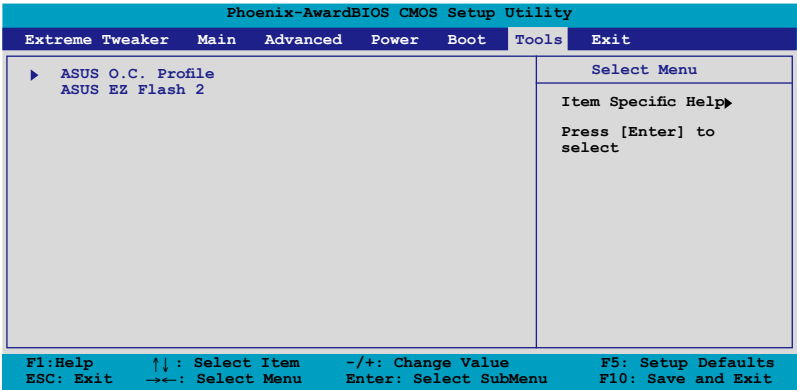 Phoenix-AwardBIOS CMOS Setup Utility
Extreme Tweaker Main Advanced Power Boot Tools Exit
ASUS O.C. Profile
ASUS EZ Flash 2
Select Menu
Item Specific Help
Press [Enter] to
select
F1:Help ↑↓: Select Item -/+: Change Value F5: Setup Defaults
ESC: Exit →←: Select Menu Enter: Select SubMenu F10: Save and Exit